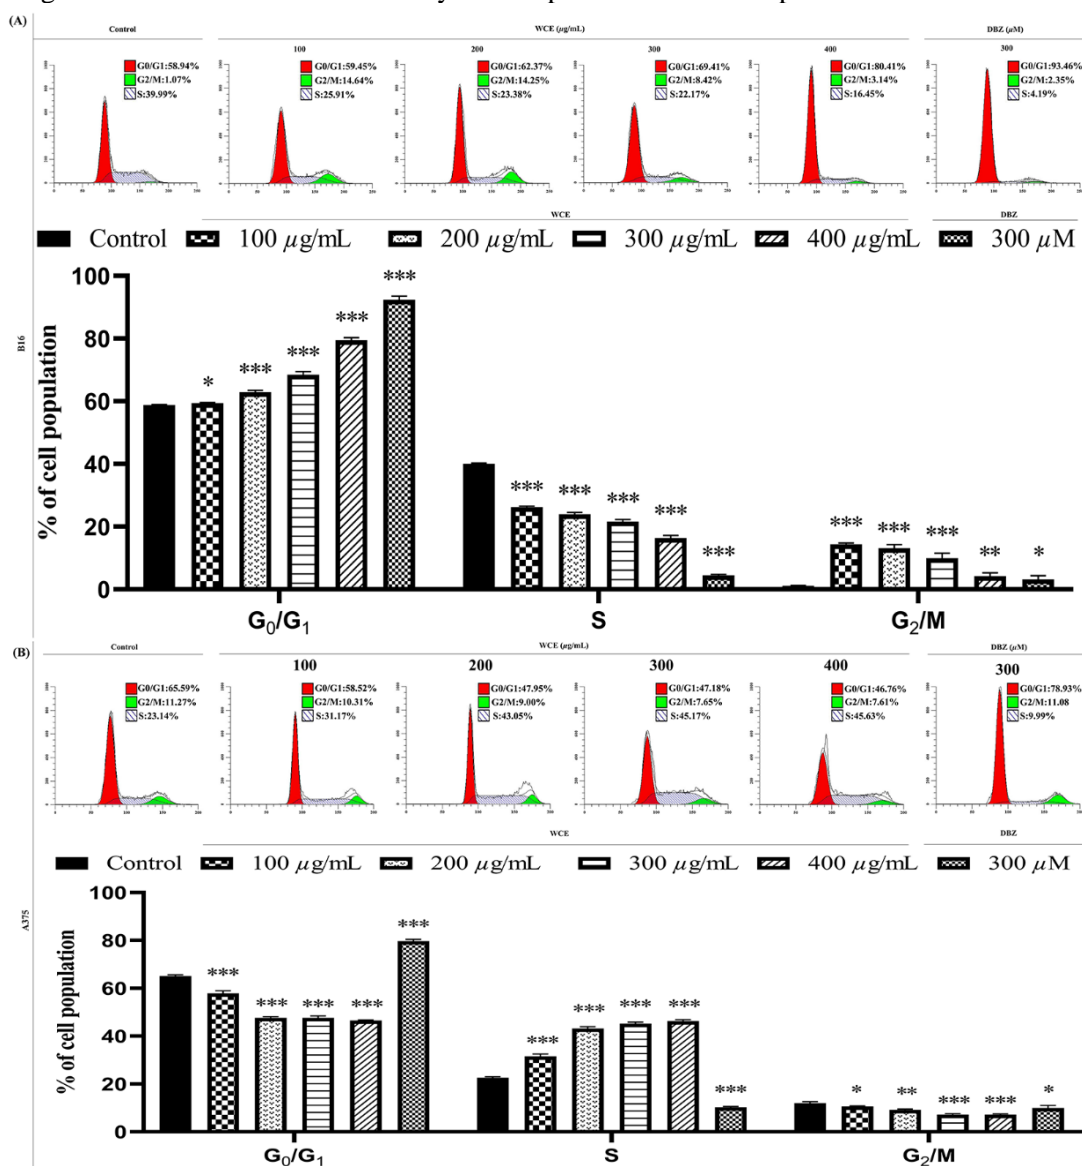 (A)
Control
WCE (µg/mL)
DBZ (µM)
100
200
300
400
300
G0/G1:58.94%
G2/M:1.07%
S:39.99%
G0/G1:59.45%
G2/M:14.64%
S:25.91%
G0/G1:62.37%
G2/M:14.25%
S:23.38%
G0/G1:69.41%
G2/M:8.42%
S:22.17%
G0/G1:80.41%
G2/M:3.14%
S:16.45%
G0/G1:93.46%
G2/M:2.35%
S:4.19%
WCE
DBZ
Control
100 µg/mL
200 µg/mL
300 µg/mL
400 µg/mL
300 µM
B16
% of cell population
100
80
60
40
20
0
* *** *** *** ***
*** *** *** *** ***
*** *** *** ** *
G0/G1
S
G2/M
(B)
Control
WCE (µg/mL)
DBZ (µM)
100
200
300
400
300
G0/G1:65.59%
G2/M:11.27%
S:23.14%
G0/G1:58.52%
G2/M:10.31%
S:31.17%
G0/G1:47.95%
G2/M:9.00%
S:43.05%
G0/G1:47.18%
G2/M:7.65%
S:45.17%
G0/G1:46.76%
G2/M:7.61%
S:45.63%
G0/G1:78.93%
G2/M:11.08
S:9.99%
WCE
DBZ
Control
100 µg/mL
200 µg/mL
300 µg/mL
400 µg/mL
300 µM
A375
% of cell population
100
80
60
40
20
0
*** *** *** *** ***
*** *** *** *** ***
* ** *** *** *
G0/G1
S
G2/M